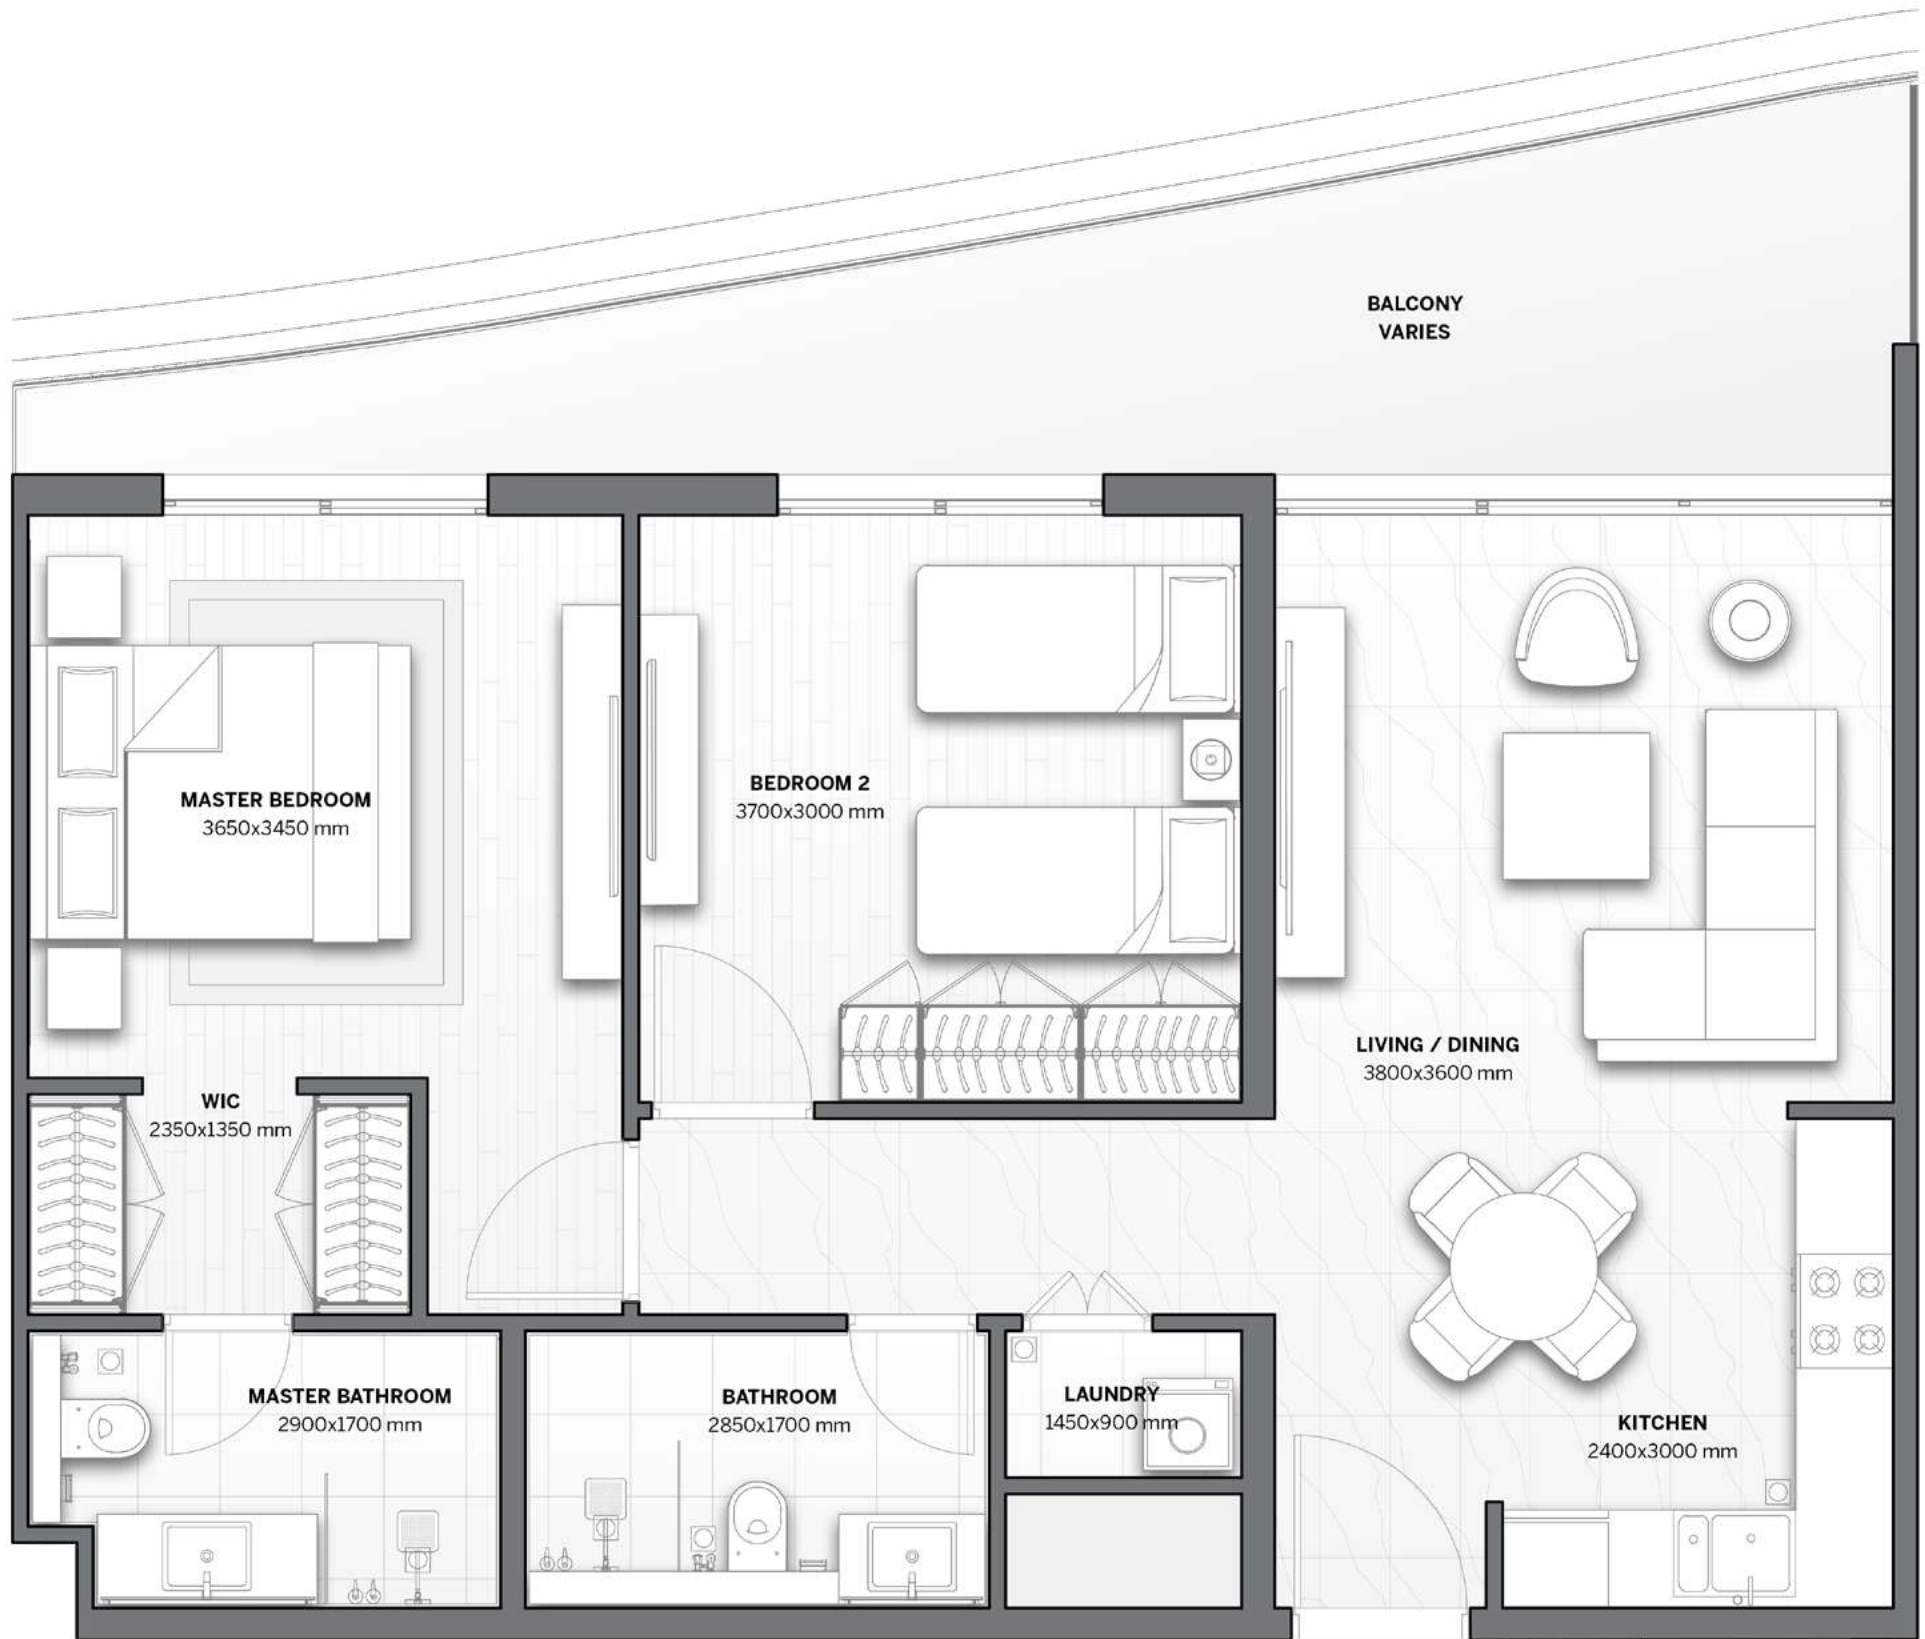 BALCONY
VARIES
MASTER BEDROOM
3650x3450 mm
BEDROOM 2
3700x3000 mm
LIVING / DINING
3800x3600 mm
WIC
2350x1350 mm
MASTER BATHROOM
2900x1700 mm
BATHROOM
2850x1700 mm
LAUNDRY
1450x900 mm
KITCHEN
2400x3000 mm